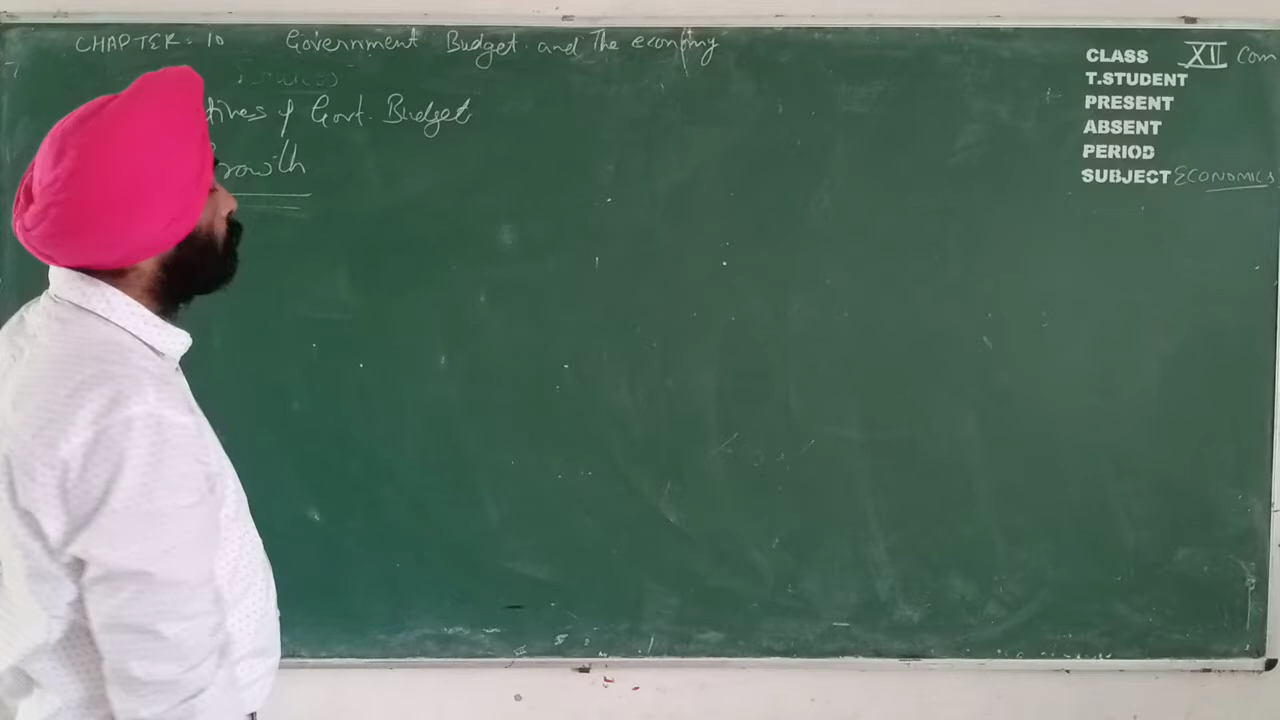 CHAPTER: 10 Government Budget and The economy
tives of Govt. Budget
rowth
CLASS XII Com
T.STUDENT
PRESENT
ABSENT
PERIOD
SUBJECT ECONOMICS